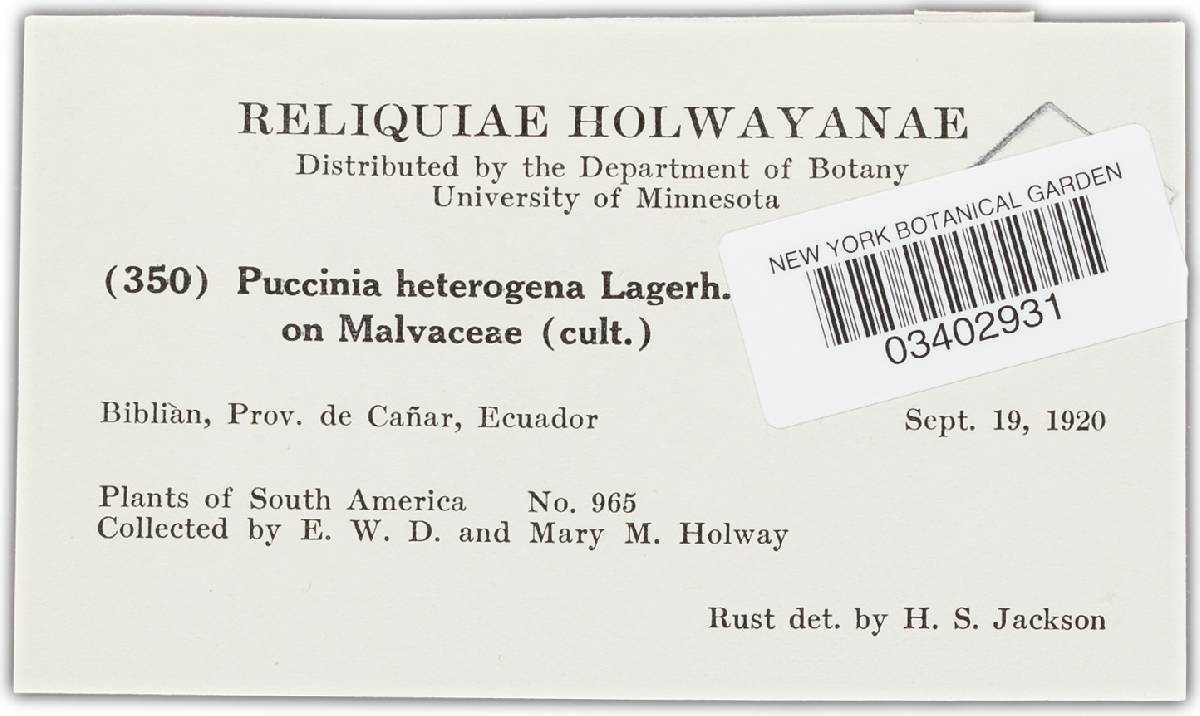 RELIQUIAE HOLWAYANAE
Distributed by the Department of Botany
University of Minnesota
NEW YORK BOTANICAL GARDEN
03402931
(350) Puccinia heterogena Lagerh.
on Malvaceae (cult.)
Bibliàn, Prov. de Cañar, Ecuador Sept. 19, 1920
Plants of South America No. 965
Collected by E. W. D. and Mary M. Holway
Rust det. by H. S. Jackson